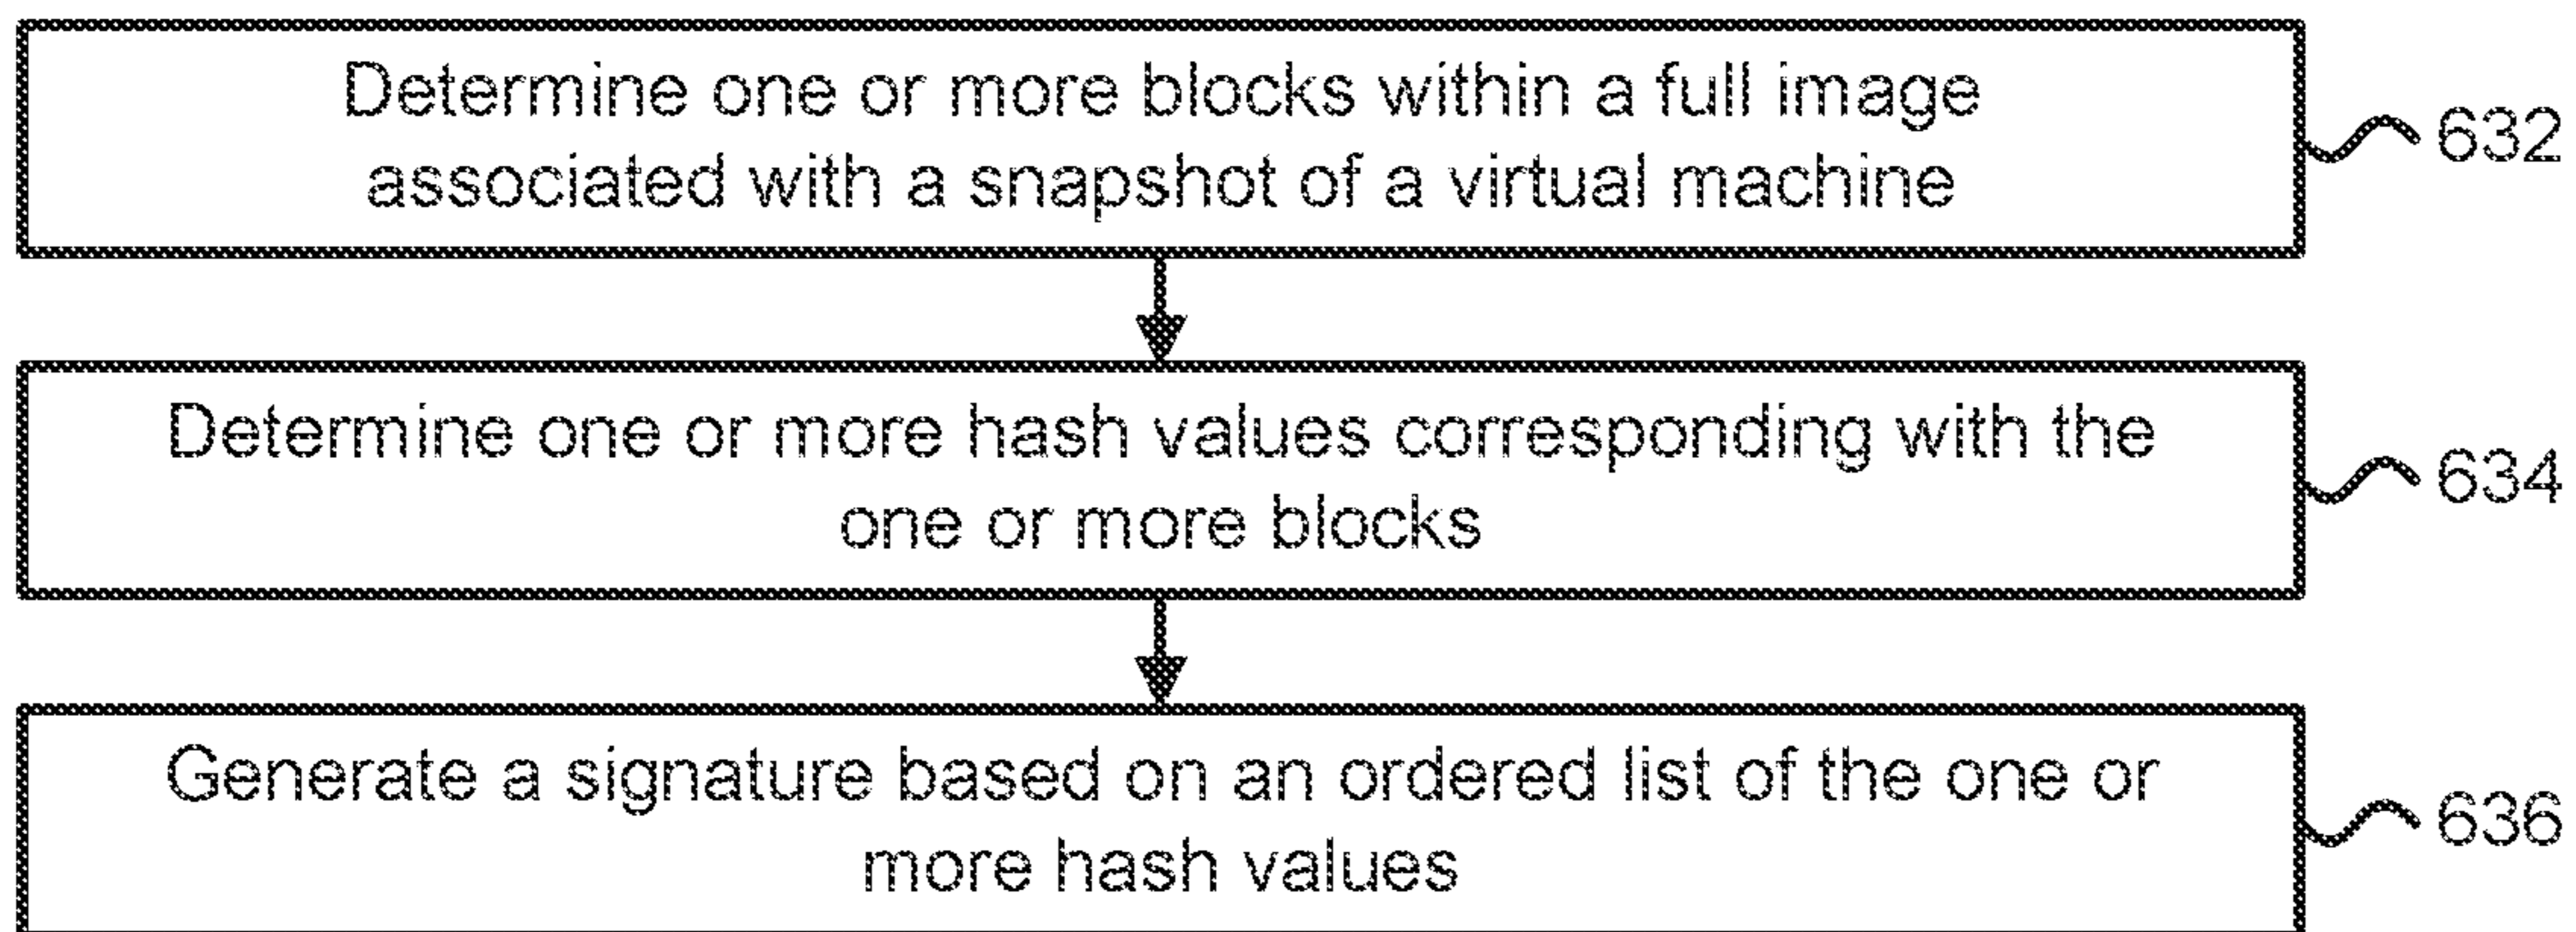 Determine one or more blocks within a full image
associated with a snapshot of a virtual machine
632
Determine one or more hash values corresponding with the
one or more blocks
634
Generate a signature based on an ordered list of the one or
more hash values
636